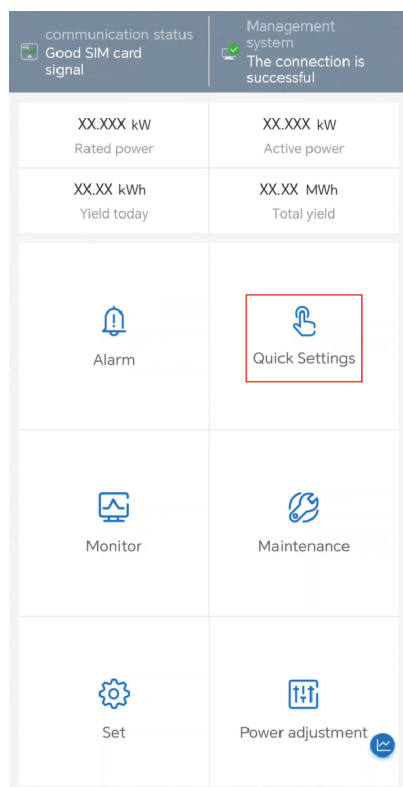 communication status
Good SIM card
signal
Management
system
The connection is
successful
XX.XXX kW
Rated power
XX.XXX kW
Active power
XX.XX kWh
Yield today
XX.XX MWh
Total yield
Alarm
Quick Settings
Monitor
Maintenance
Set
Power adjustment